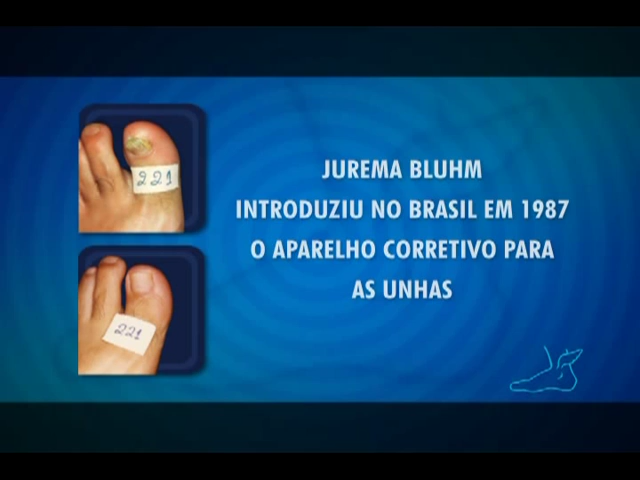 221
221
JUREMA BLUHM
INTRODUZIU NO BRASIL EM 1987
O APARELHO CORRETIVO PARA
AS UNHAS